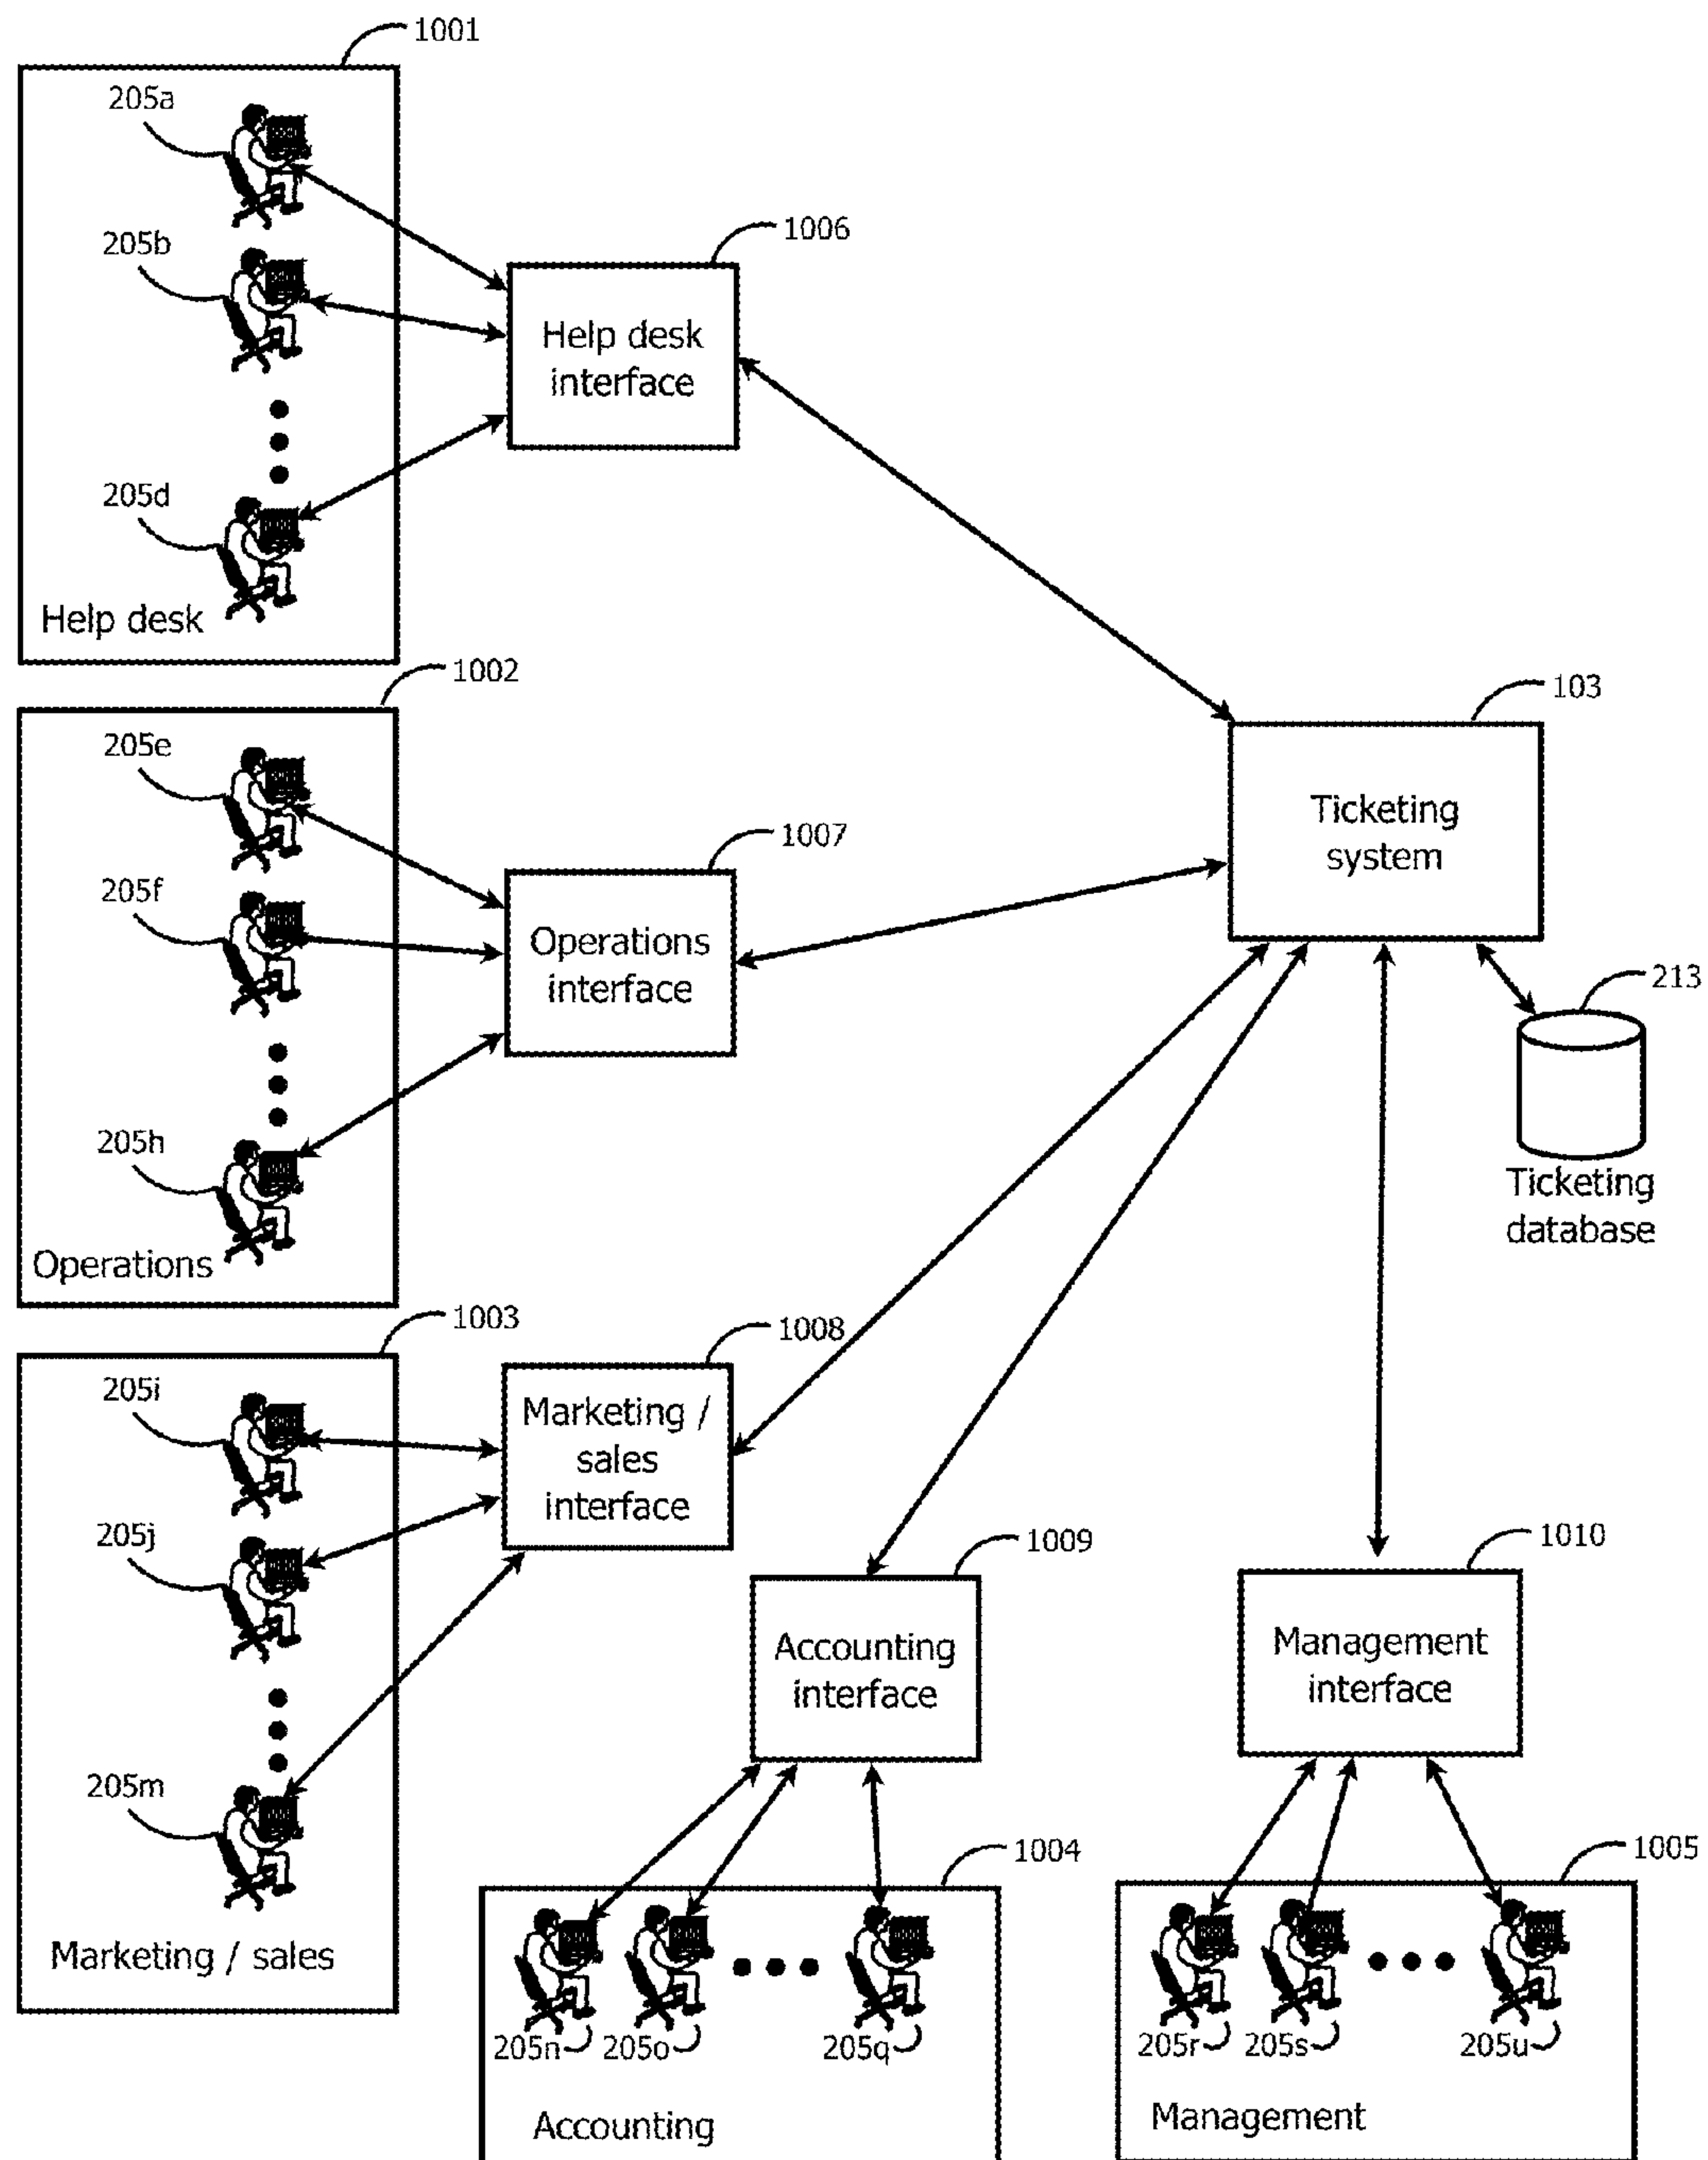 1001
205a
205b
205d
Help desk
1006
Help desk
interface
1002
205e
205f
205h
Operations
1007
Operations
interface
103
Ticketing
system
213
Ticketing
database
1003
205i
205j
205m
Marketing / sales
1008
Marketing /
sales
interface
1009
Accounting
interface
1010
Management
interface
1004
205n
205o
205q
Accounting
1005
205r
205s
205u
Management